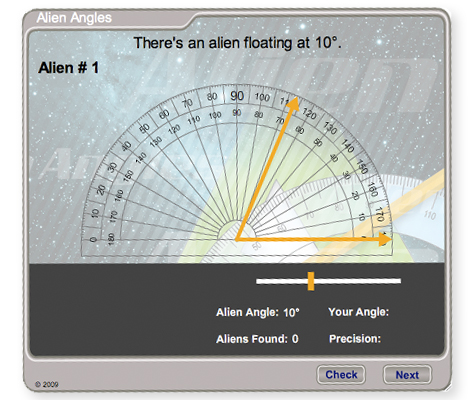 Alien Angles
There's an alien floating at 10°.
Alien # 1
0 10 20 30 40 50 60 70 80 90 100 110 120 130 140 150 160 170
180 170 160 150 140 130 120 110 100 90 80 70 60 50 40 30 20 10 0
Alien Angle: 10° Your Angle:
Aliens Found: 0 Precision:
Check Next
© 2009